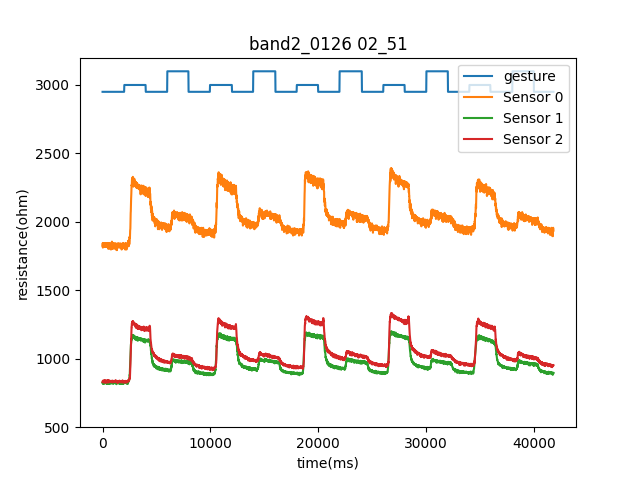 band2_0126 02_51
gesture
Sensor 0
Sensor 1
Sensor 2
3000
2500
2000
1500
1000
500
resistance(ohm)
0
10000
20000
30000
40000
time(ms)